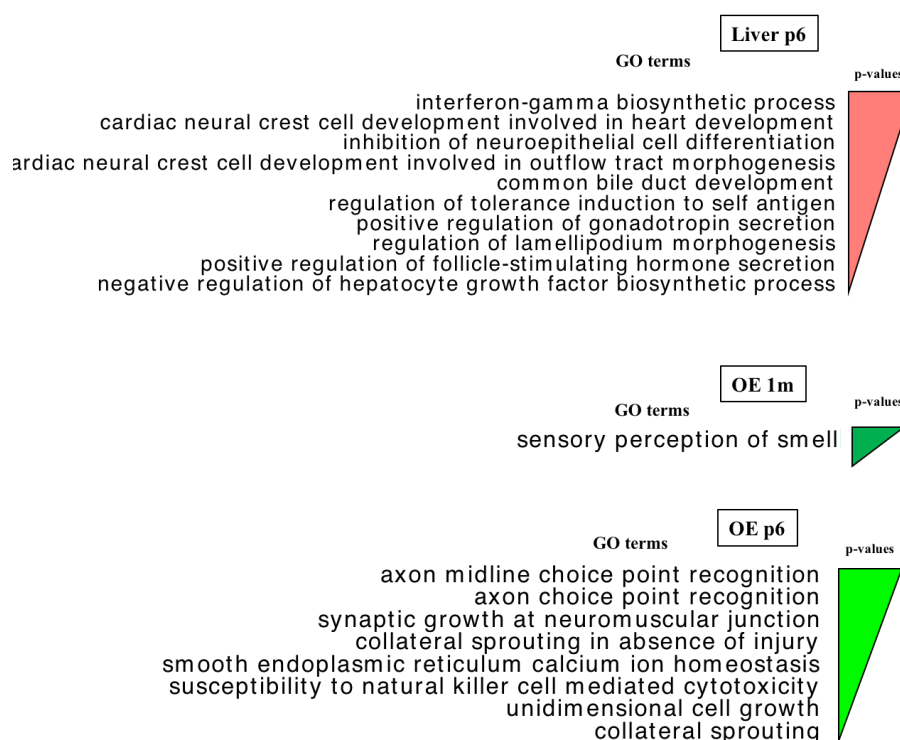 Liver p6
GO terms
p-values
interferon-gamma biosynthetic process
cardiac neural crest cell development involved in heart development
inhibition of neuroepithelial cell differentiation
ardiac neural crest cell development involved in outflow tract morphogenesis
common bile duct development
regulation of tolerance induction to self antigen
positive regulation of gonadotropin secretion
regulation of lamellipodium morphogenesis
positive regulation of follicle-stimulating hormone secretion
negative regulation of hepatocyte growth factor biosynthetic process
OE 1m
GO terms
p-values
sensory perception of smell
OE p6
GO terms
p-values
axon midline choice point recognition
axon choice point recognition
synaptic growth at neuromuscular junction
collateral sprouting in absence of injury
smooth endoplasmic reticulum calcium ion homeostasis
susceptibility to natural killer cell mediated cytotoxicity
unidimensional cell growth
collateral sprouting